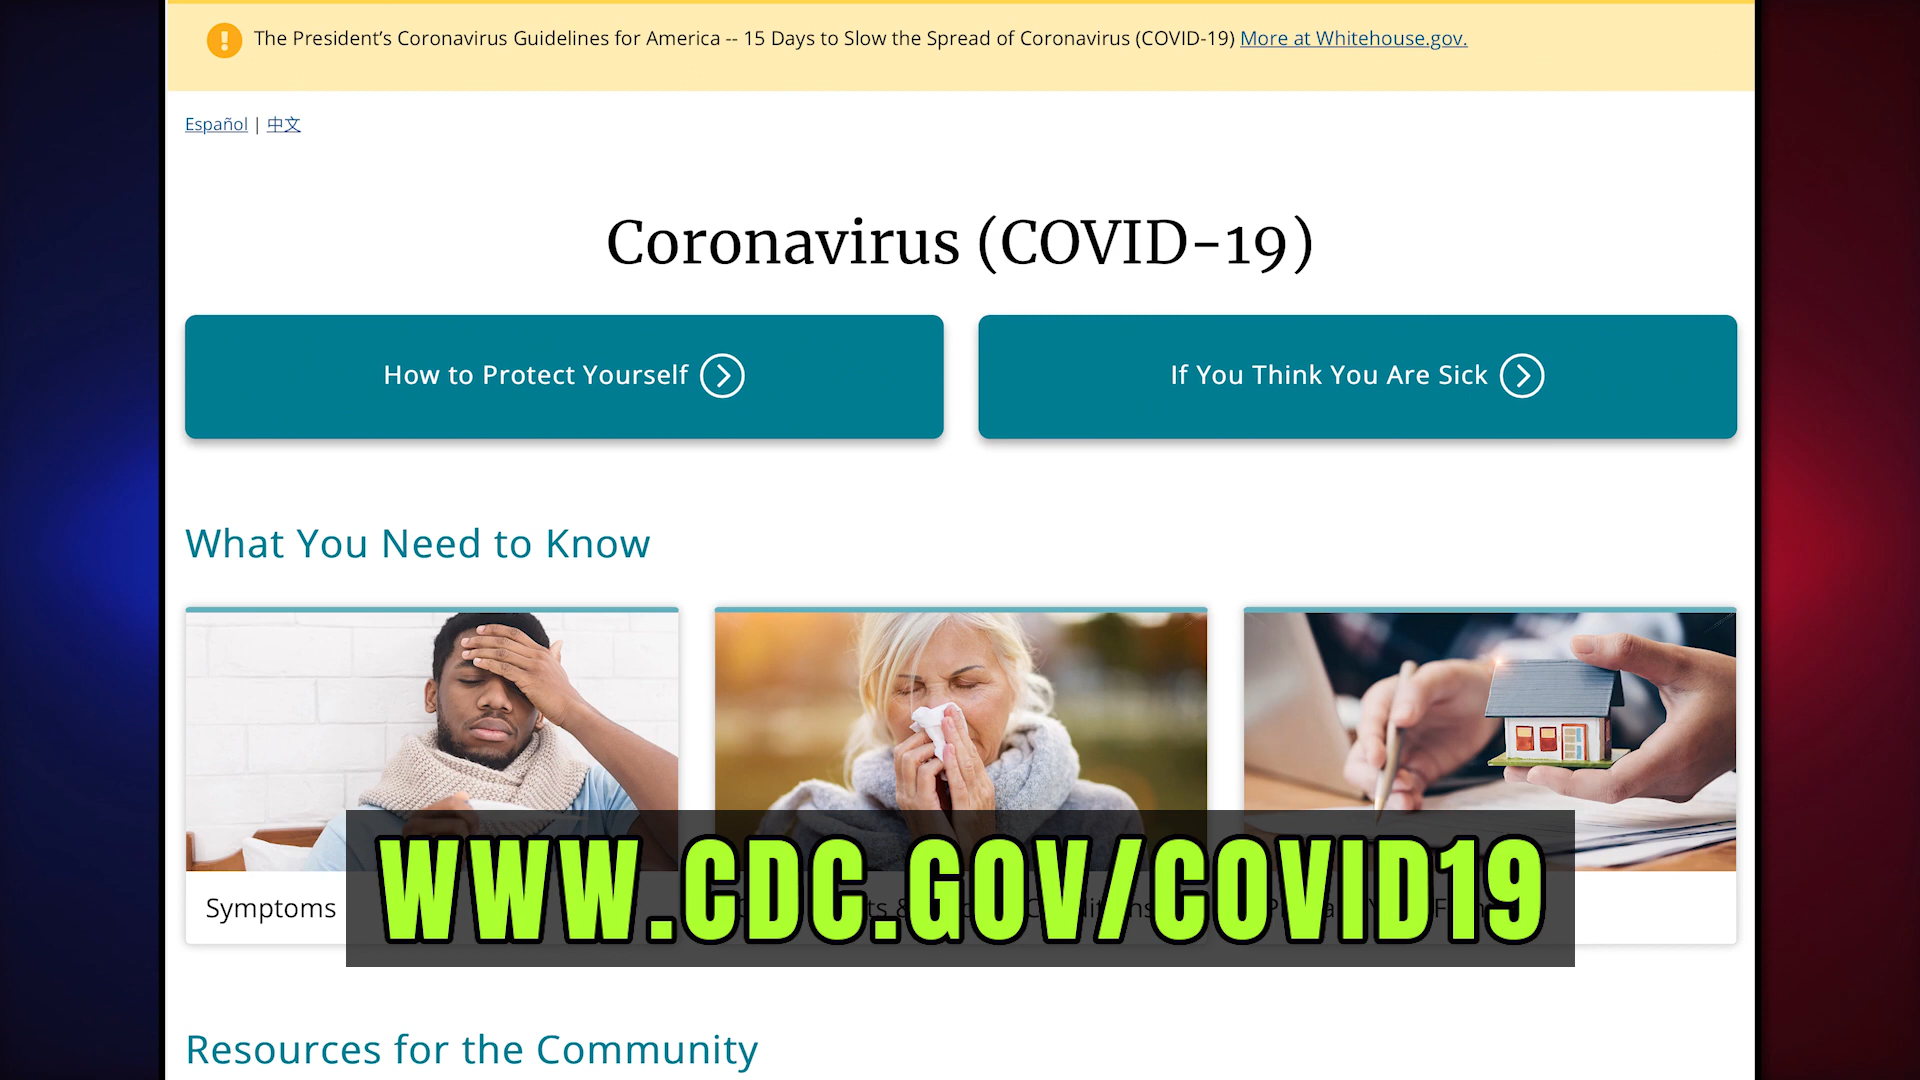 The President’s Coronavirus Guidelines for America -- 15 Days to Slow the Spread of Coronavirus (COVID-19) More at Whitehouse.gov.
Español | 中文
Coronavirus (COVID-19)
How to Protect Yourself
If You Think You Are Sick
What You Need to Know
Symptoms
WWW.CDC.GOV/COVID19
Resources for the Community